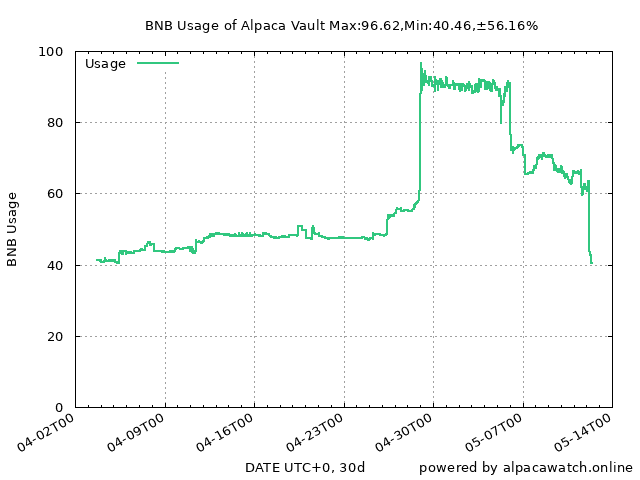 BNB Usage of Alpaca Vault Max:96.62,Min:40.46,±56.16%
Usage
100
80
60
40
20
0
BNB Usage
04-02T00
04-09T00
04-16T00
04-23T00
04-30T00
05-07T00
05-14T00
DATE UTC+0, 30d
powered by alpacawatch.online